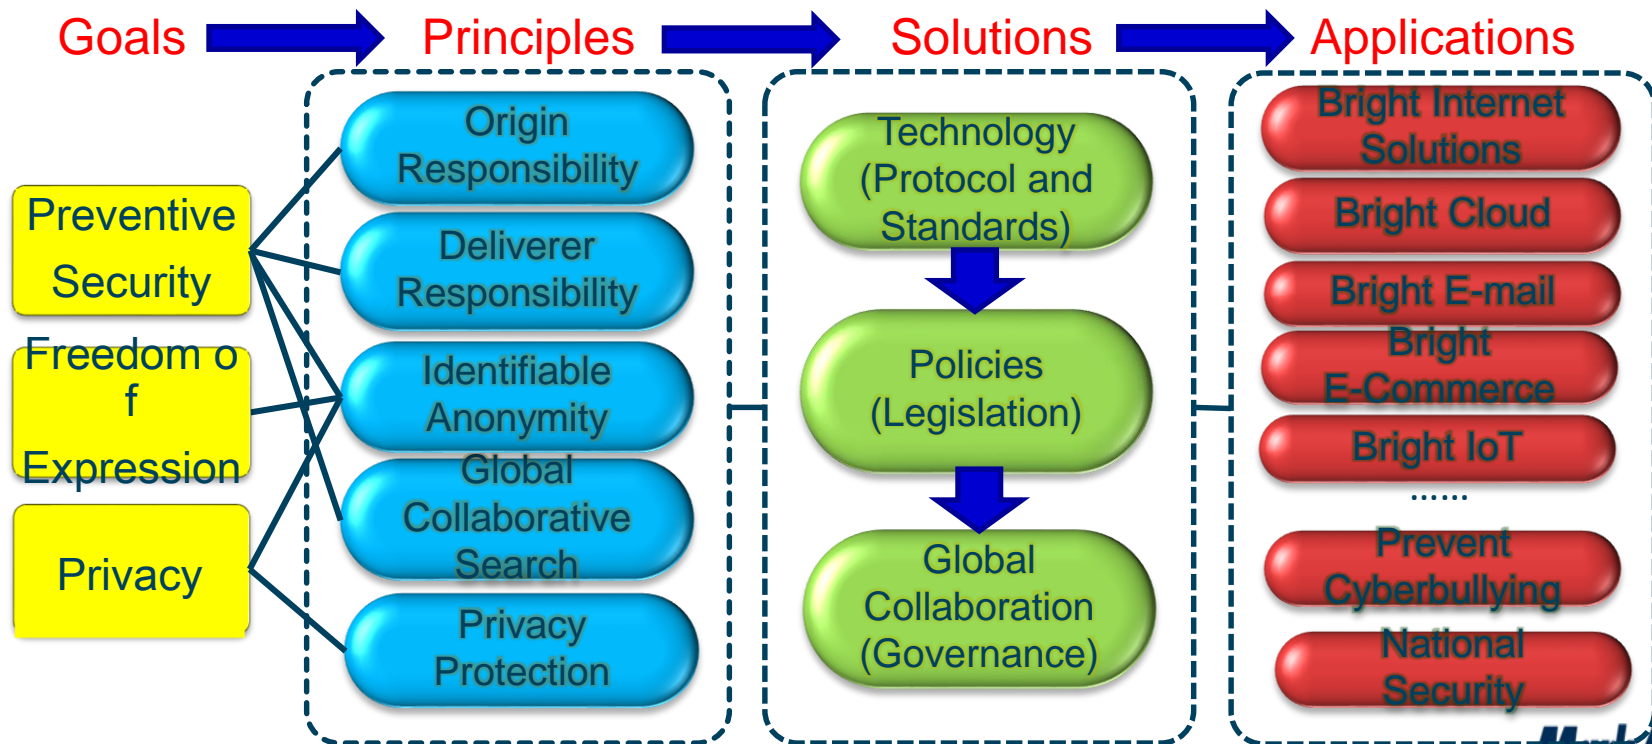 Goals
Principles
Solutions
Applications
Preventive
Security
Freedom o
f
Expression
Privacy
Origin
Responsibility
Deliverer
Responsibility
Identifiable
Anonymity
Global
Collaborative
Search
Privacy
Protection
Technology
(Protocol and
Standards)
Policies
(Legislation)
Global
Collaboration
(Governance)
Bright Internet
Solutions
Bright Cloud
Bright E-mail
Bright
E-Commerce
Bright IoT
......
Prevent
Cyberbullying
National
Security